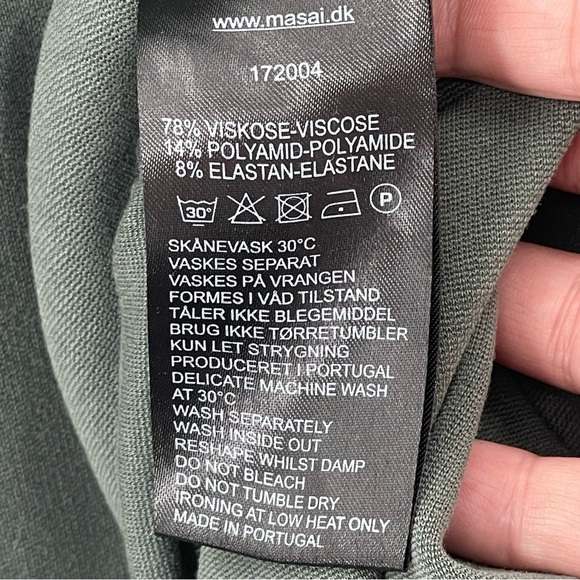 www.masai.dk
172004
78% VISKOSE-VISCOSE
14% POLYAMID-POLYAMIDE
8% ELASTAN-ELASTANE
30° P
SKÅNEVASK 30°C
VASKES SEPARAT
VASKES PÅ VRANGEN
FORMES I VÅD TILSTAND
TÅLER IKKE BLEGEMIDDEL
BRUG IKKE TØRRETUMBLER
KUN LET STRYGNING
PRODUCERET I PORTUGAL
DELICATE MACHINE WASH
AT 30°C
WASH SEPARATELY
WASH INSIDE OUT
RESHAPE WHILST DAMP
DO NOT BLEACH
DO NOT TUMBLE DRY
IRONING AT LOW HEAT ONLY
MADE IN PORTUGAL